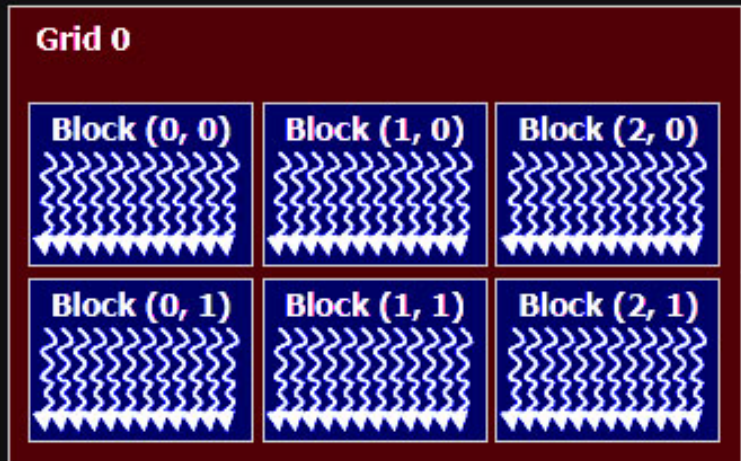 Grid 0
Block (0, 0) Block (1, 0) Block (2, 0)
Block (0, 1) Block (1, 1) Block (2, 1)